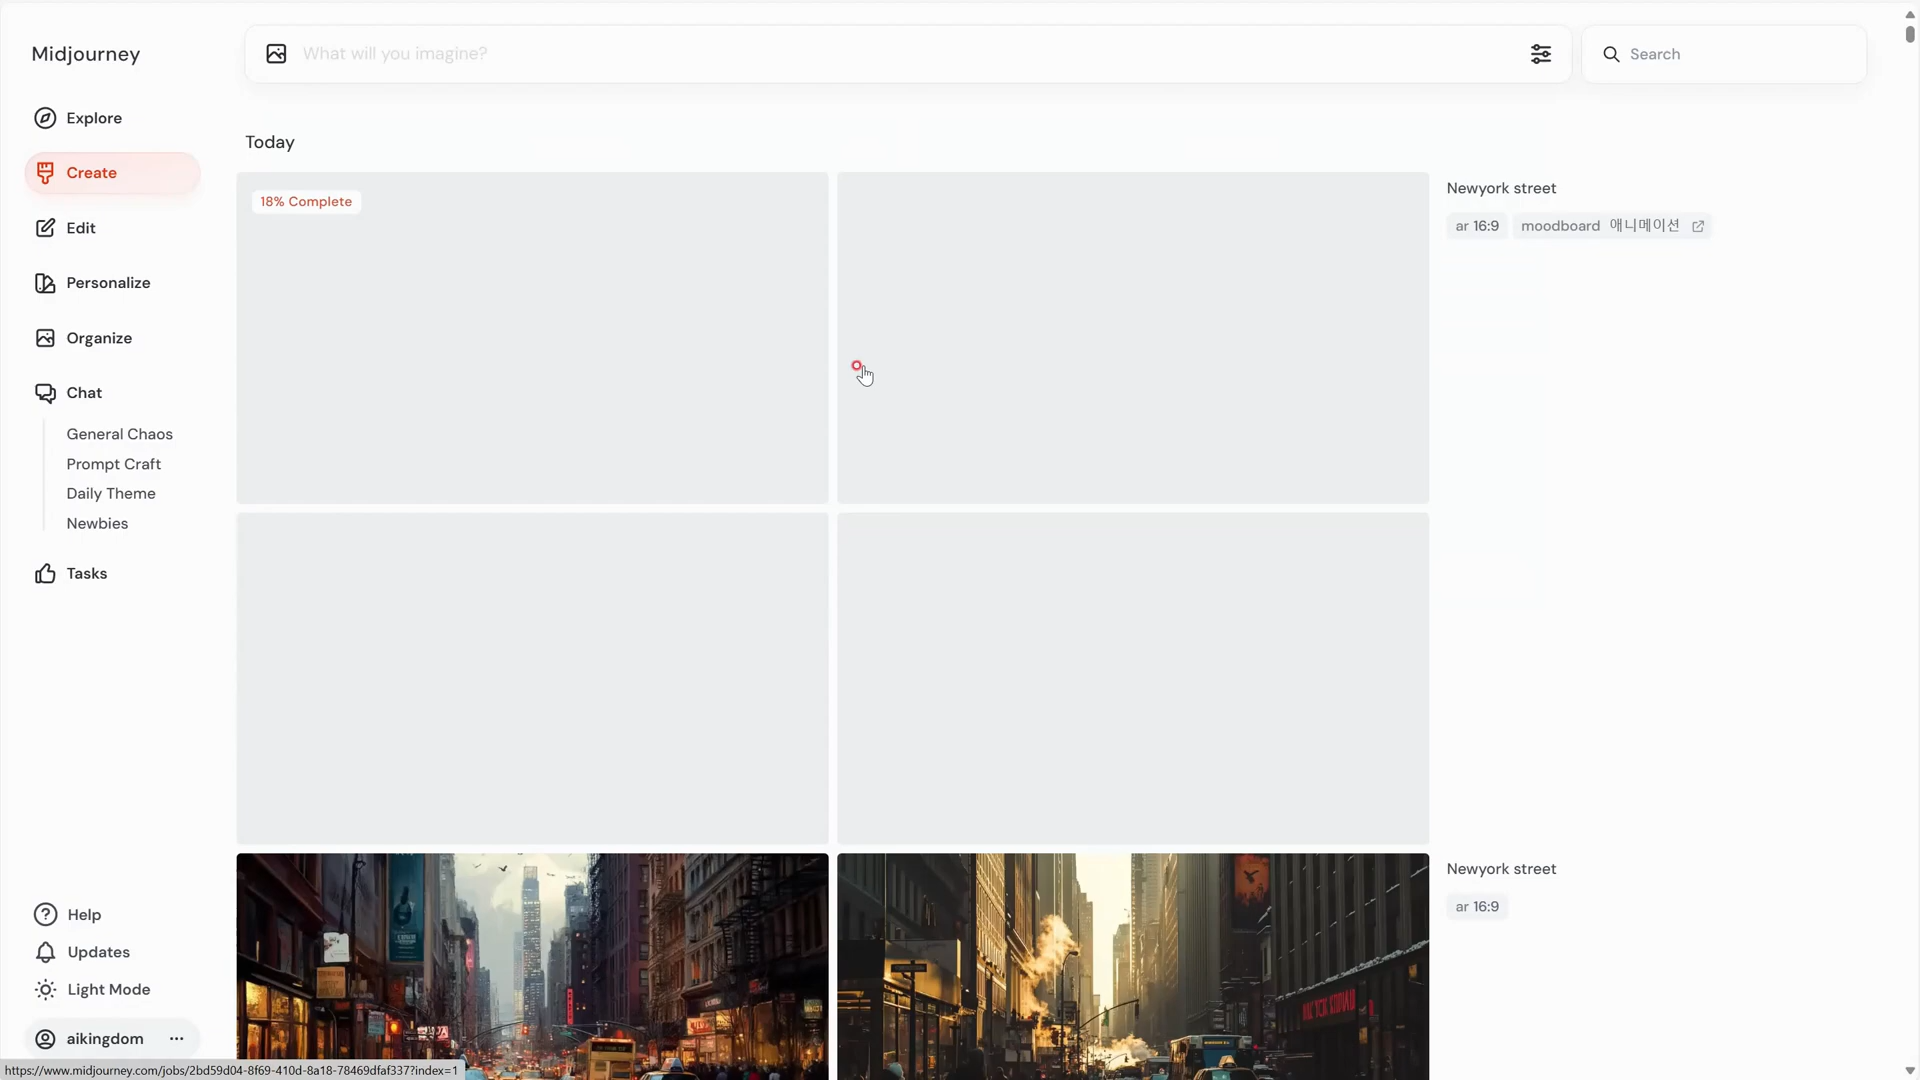 Midjourney
What will you imagine?
Search
Explore
Create
Edit
Personalize
Organize
Chat
General Chaos
Prompt Craft
Daily Theme
Newbies
Tasks
Help
Updates
Light Mode
aikingdom
Today
18% Complete
Newyork street
ar 16:9 moodboard 애니메이션
Newyork street
ar 16:9
https://www.midjourney.com/jobs/2bd59d04-8f69-410d-8a18-78469dfaf337?index=1